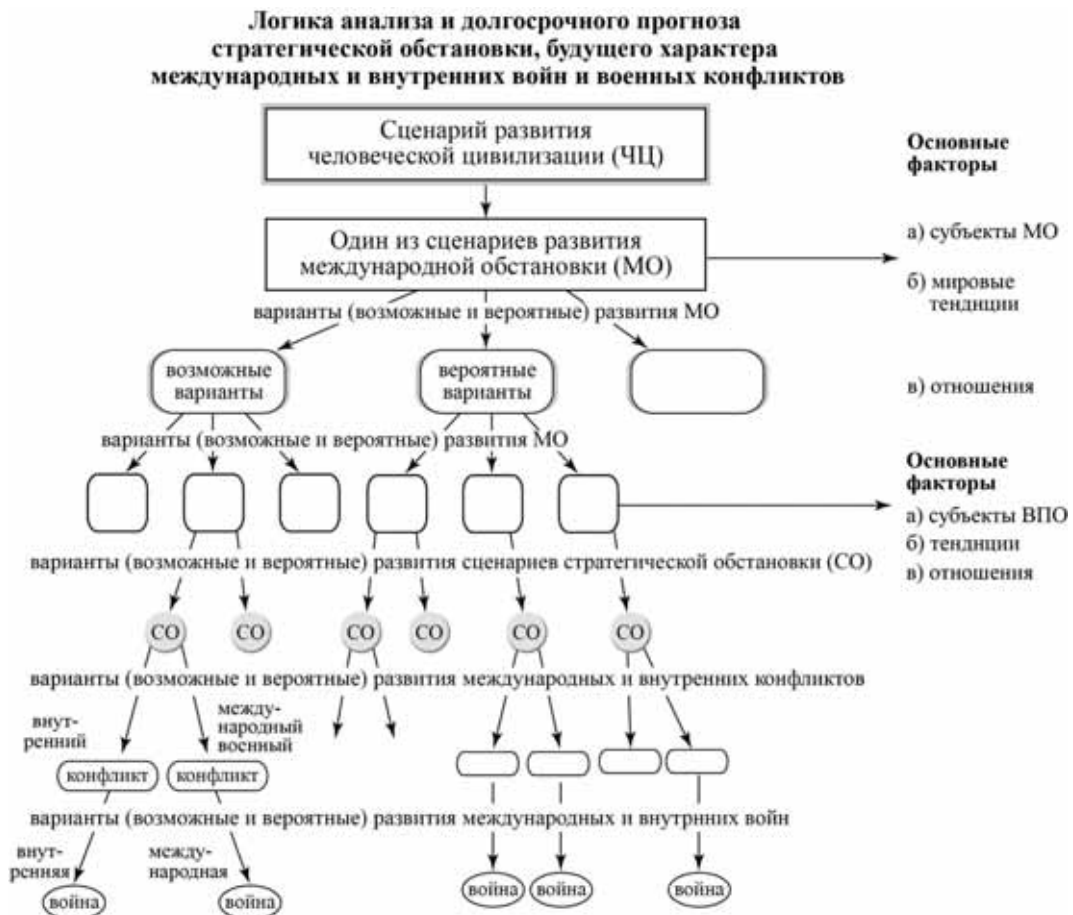 Логика анализа и долгосрочного прогноза
стратегической обстановки, будущего характера
международных и внутренних войн и военных конфликтов
Сценарий развития
человеческой цивилизации (ЧЦ)
Основные
факторы
Один из сценариев развития
международной обстановки (МО)
а) субъекты МО
б) мировые
тендиции
варианты (возможные и вероятные) развития МО
возможные
варианты
вероятные
варианты
в) отношения
варианты (возможные и вероятные) развития МО
Основные
факторы
а) субъекты ВПО
б) тендиции
в) отношения
варианты (возможные и вероятные) развития сценариев стратегической обстановки (СО)
СО
СО
СО
СО
СО
СО
варианты (возможные и вероятные) развития международных и внутренних конфликтов
внут-
ренний
между-
народный
военный
конфликт
конфликт
варианты (возможные и вероятные) развития международных и внутрнних войн
внут-
ренняя
между-
народная
война
война
война
война
война